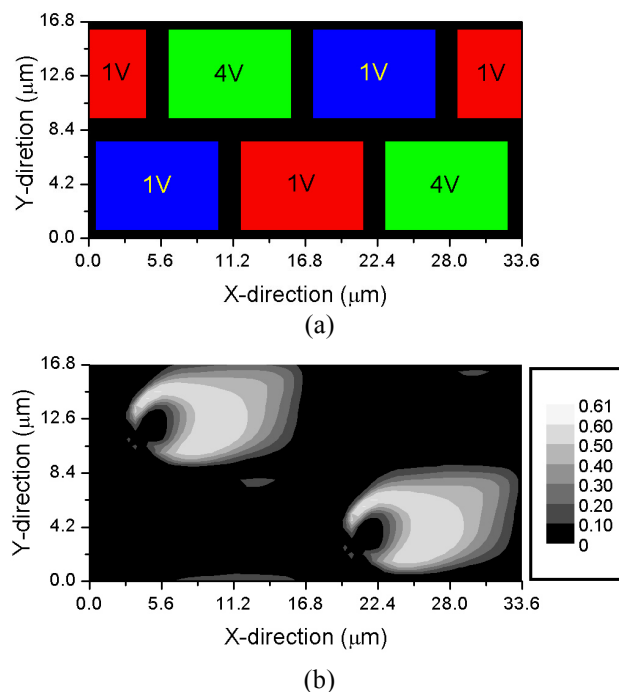 16.8
12.6
8.4
4.2
0.0
Y-diretion (μm)
1V 4V 1V 1V
1V 1V 4V
0.0 5.6 11.2 16.8 22.4 28.0 33.6
X-direction (μm)
(a)
16.8
12.6
8.4
4.2
0.0
Y-direction (μm)
0.0 5.6 11.2 16.8 22.4 28.0 33.6
X-direction (μm)
0.61
0.60
0.50
0.40
0.30
0.20
0.10
0
(b)